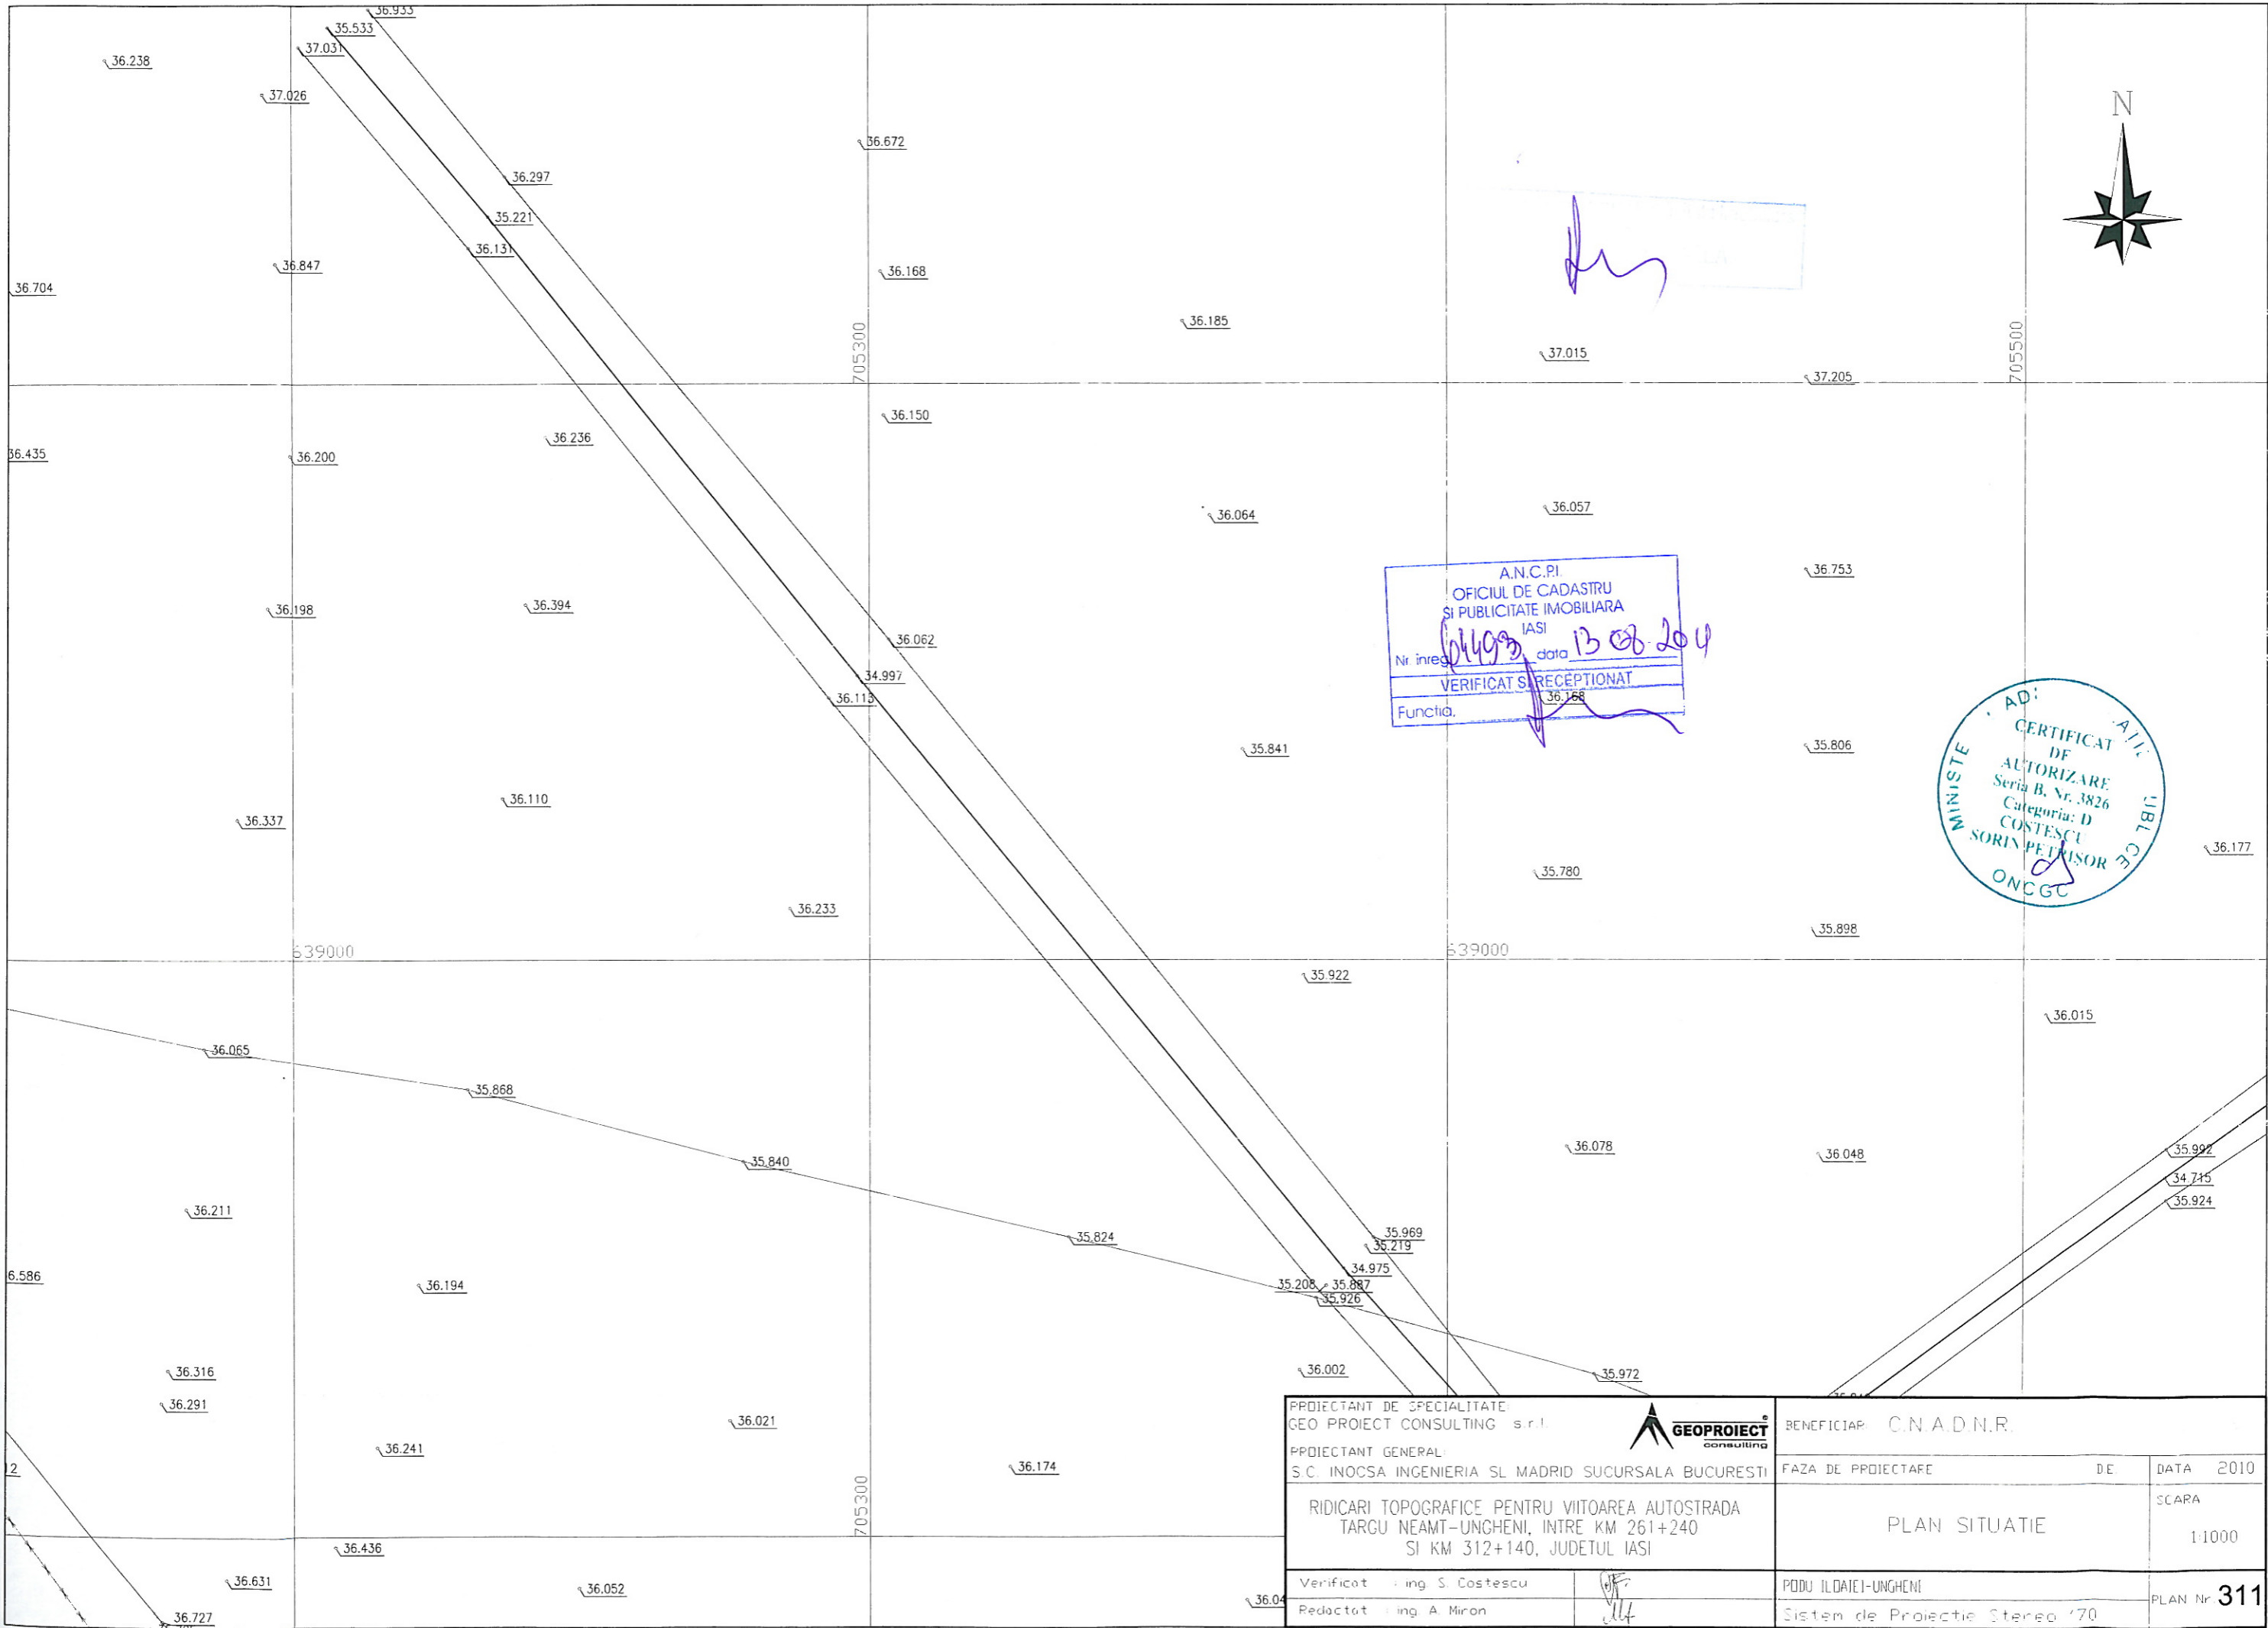 36.933
35.533
37.031
36.238
37.026
N
36.672
36.297
35.221
36.131
36.847
36.168
36.704
36.185
705300
705500
37.015
37.205
36.150
36.236
36.435
36.200
36.057
36.064
A.N.C.P.I.
OFICIUL DE CADASTRU
SI PUBLICITATE IMOBILIARA
IASI
Nr. inreg data 13 08.
VERIFICAT SI RECEPTIONAT
36.168
Functia.
36.753
36.394
36.198
36.062
34.997
36.113
35.841
35.806
MINISTE
CERTIFICAT
DE
AUTORIZARE
Seria B, Nr. 3826
Categoria: D
COSTESCU
SORIN PETRISOR
ONCGC
36.110
36.337
36.177
35.780
36.233
35.898
639000
639000
35.922
36.015
36.065
35.868
36.078
36.048
35.992
35.840
34.715
35.924
36.211
35.824
35.969
35.219
34.975
6.586
36.194
35.208
35.887
35.926
36.316
36.002
35.972
36.291
36.021
36.241
36.174
12
705300
36.436
36.631
36.052
36.04
36.727
PROIECTANT DE SPECIALITATE:
GEO PROIECT CONSULTING s.r.l.
GEOPROIECT
consulting
PROIECTANT GENERAL:
S.C. INOCSA INGENIERIA SL MADRID SUCURSALA BUCURESTI
BENEFICIAR: C.N.A.D.N.R.
FAZA DE PROIECTARE D.E.
DATA 2010
RIDICARI TOPOGRAFICE PENTRU VIITOAREA AUTOSTRADA
TARGU NEAMT-UNGHENI, INTRE KM 261+240
SI KM 312+140, JUDETUL IASI
PLAN SITUATIE
SCARA
1:1000
Verificat : ing. S. Costescu
Redactat : ing. A. Miron
PODU ILOAIEI-UNGHENI
Sistem de Proiectie Stereo '70
PLAN Nr. 311